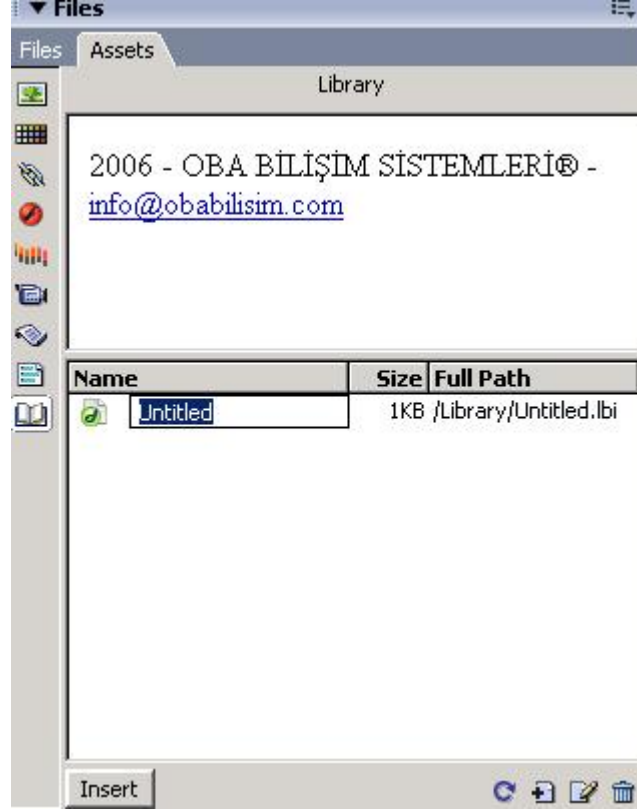 Files
Files Assets
Library
2006 - OBA BİLİŞİM SİSTEMLERİ® -
info@obabilisim.com
Name Size Full Path
Untitled 1KB /Library/Untitled.lbi
Insert